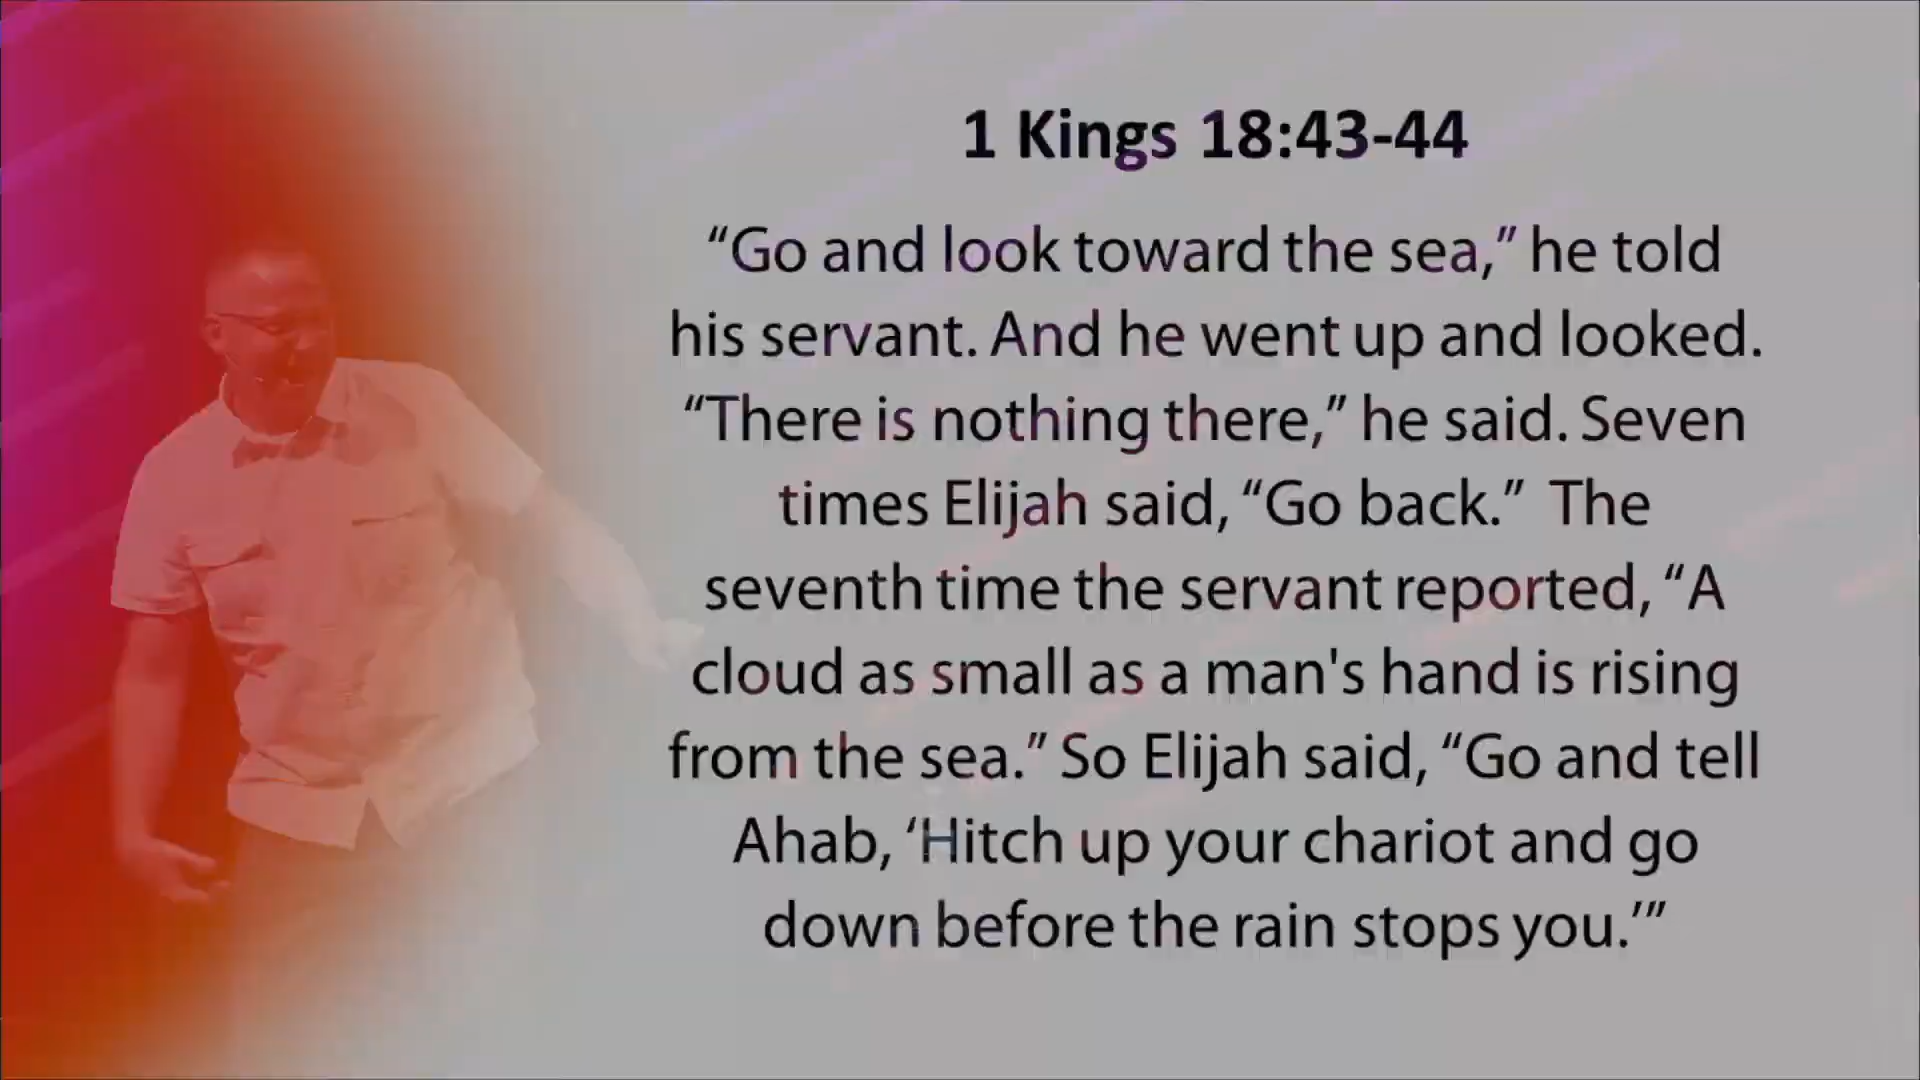 1 Kings 18:43-44
“Go and look toward the sea,” he told
his servant. And he went up and looked.
“There is nothing there,” he said. Seven
times Elijah said, “Go back.”  The
seventh time the servant reported, “A
cloud as small as a man's hand is rising
from the sea.” So Elijah said, “Go and tell
Ahab, ‘Hitch up your chariot and go
down before the rain stops you.’”